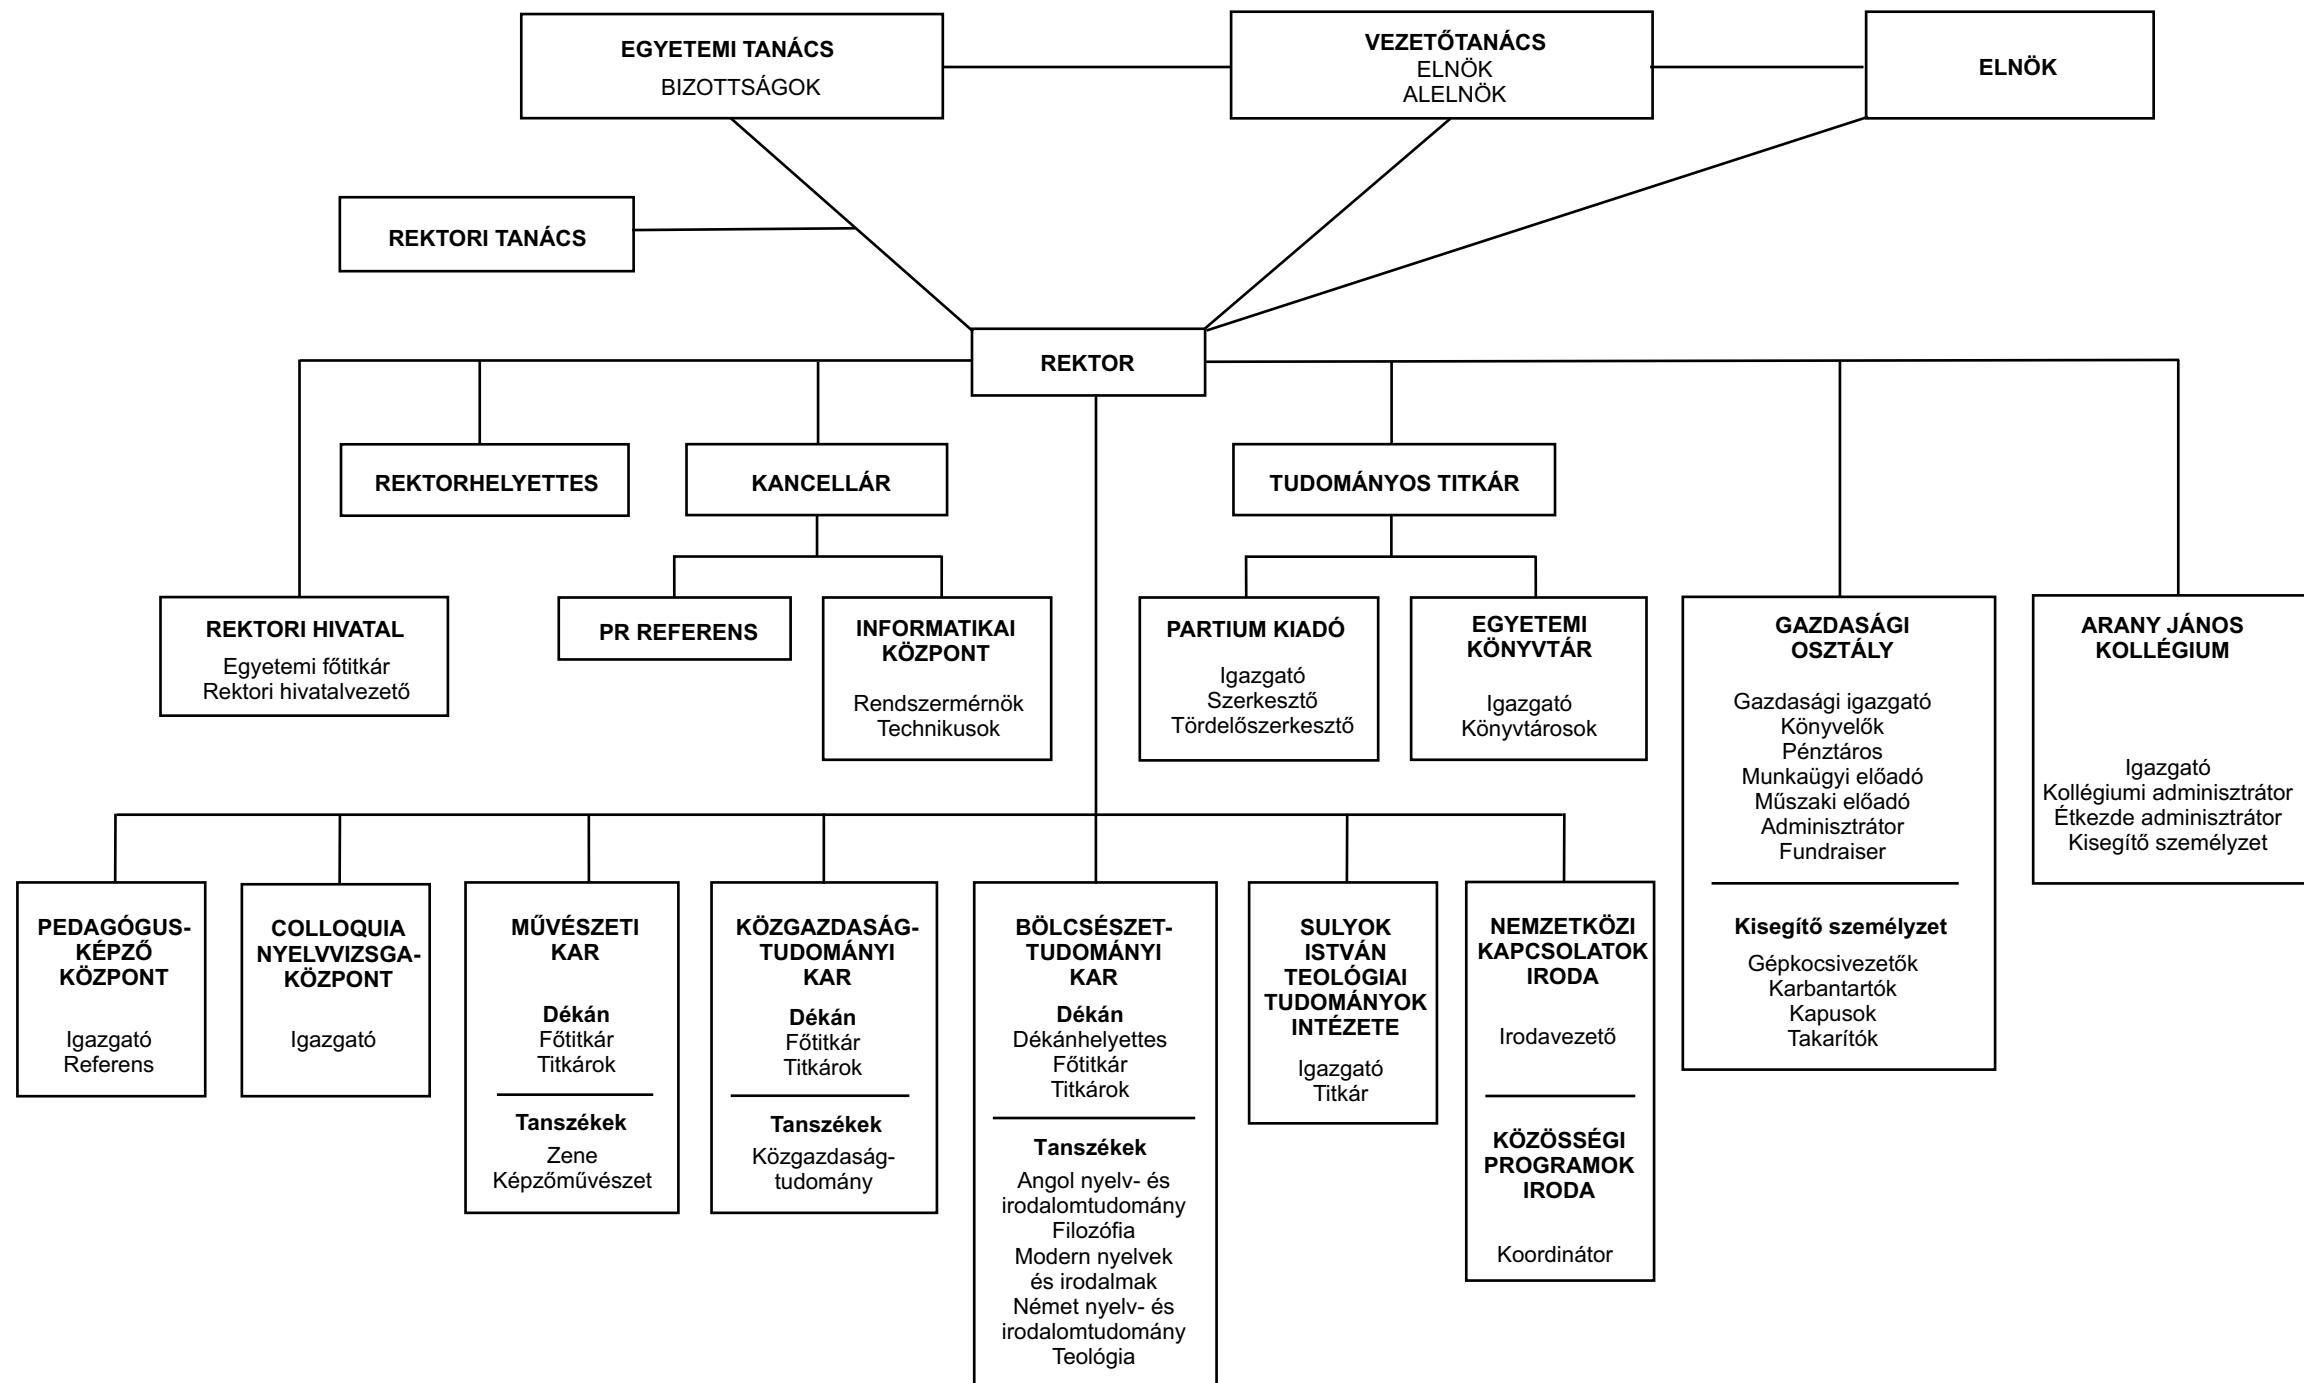 EGYETEMI TANÁCS
BIZOTTSÁGOK
VEZETŐTANÁCS
ELNÖK
ALELNÖK
ELNÖK
REKTORI TANÁCS
REKTOR
REKTORHELYETTES
KANCELLÁR
TUDOMÁNYOS TITKÁR
REKTORI HIVATAL
Egyetemi főtitkár
Rektori hivatalvezető
PR REFERENS
INFORMATIKAI
KÖZPONT
Rendszermérnök
Technikusok
PARTIUM KIADÓ
Igazgató
Szerkesztő
Tördelőszerkesztő
EGYETEMI
KÖNYVTÁR
Igazgató
Könyvtárosok
GAZDASÁGI
OSZTÁLY
Gazdasági igazgató
Könyvelők
Pénztáros
Munkaügyi előadó
Műszaki előadó
Adminisztrátor
Fundraiser
Kisegítő személyzet
Gépkocsivezetők
Karbantartók
Kapusok
Takarítók
ARANY JÁNOS
KOLLÉGIUM
Igazgató
Kollégiumi adminisztrátor
Étkezde adminisztrátor
Kisegítő személyzet
PEDAGÓGUS-
KÉPZŐ
KÖZPONT
Igazgató
Referens
COLLOQUIA
NYELVVIZSGA-
KÖZPONT
Igazgató
MŰVÉSZETI
KAR
Dékán
Főtitkár
Titkárok
Tanszékek
Zene
Képzőművészet
KÖZGAZDASÁG-
TUDOMÁNYI
KAR
Dékán
Főtitkár
Titkárok
Tanszékek
Közgazdaság-
tudomány
BÖLCSÉSZET-
TUDOMÁNYI
KAR
Dékán
Dékánhelyettes
Főtitkár
Titkárok
Tanszékek
Angol nyelv- és
irodalomtudomány
Filozófia
Modern nyelvek
és irodalmak
Német nyelv- és
irodalomtudomány
Teológia
SULYOK
ISTVÁN
TEOLÓGIAI
TUDOMÁNYOK
INTÉZETE
Igazgató
Titkár
NEMZETKÖZI
KAPCSOLATOK
IRODA
Irodavezető
KÖZÖSSÉGI
PROGRAMOK
IRODA
Koordinátor